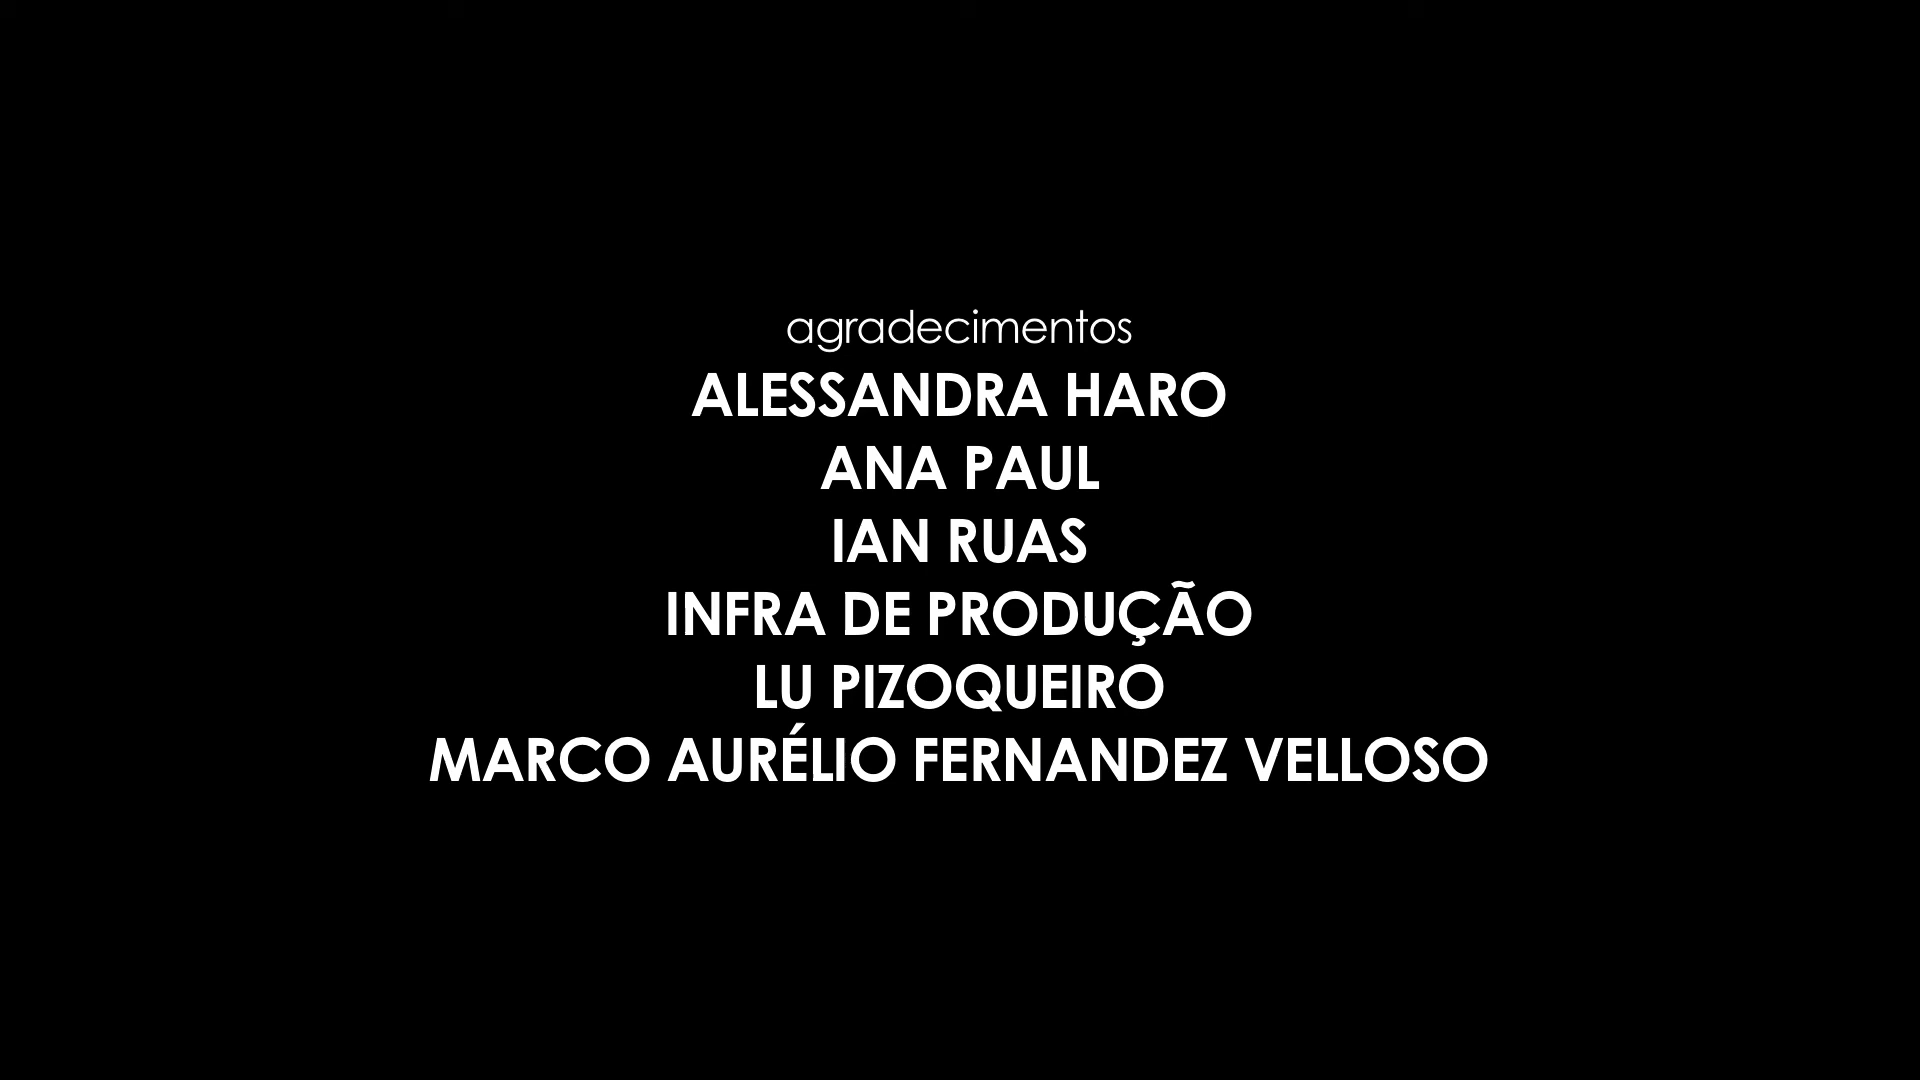 agradecimentos
ALESSANDRA HARO
ANA PAUL
IAN RUAS
INFRA DE PRODUÇÃO
LU PIZOQUEIRO
MARCO AURÉLIO FERNANDEZ VELLOSO